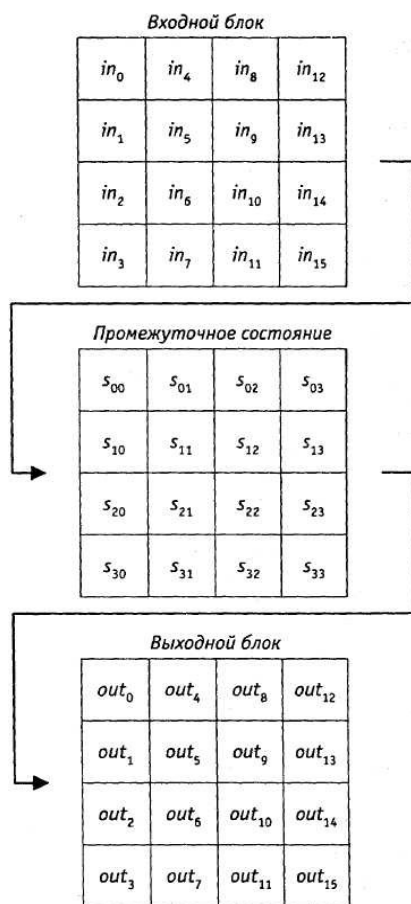 Входной блок
in₀ in₄ in₈ in₁₂
in₁ in₅ in₉ in₁₃
in₂ in₆ in₁₀ in₁₄
in₃ in₇ in₁₁ in₁₅
Промежуточное состояние
s₀₀ s₀₁ s₀₂ s₀₃
s₁₀ s₁₁ s₁₂ s₁₃
s₂₀ s₂₁ s₂₂ s₂₃
s₃₀ s₃₁ s₃₂ s₃₃
Выходной блок
out₀ out₄ out₈ out₁₂
out₁ out₅ out₉ out₁₃
out₂ out₆ out₁₀ out₁₄
out₃ out₇ out₁₁ out₁₅